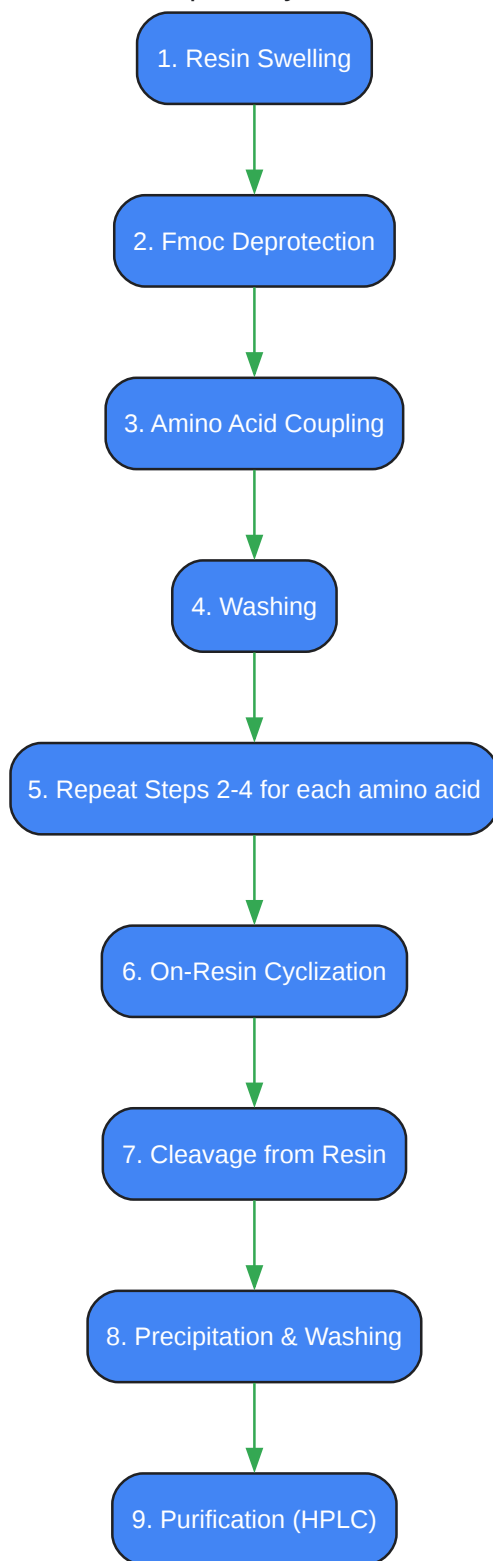 1. Resin Swelling
2. Fmoc Deprotection
3. Amino Acid Coupling
4. Washing
5. Repeat Steps 2-4 for each amino acid
6. On-Resin Cyclization
7. Cleavage from Resin
8. Precipitation & Washing
9. Purification (HPLC)